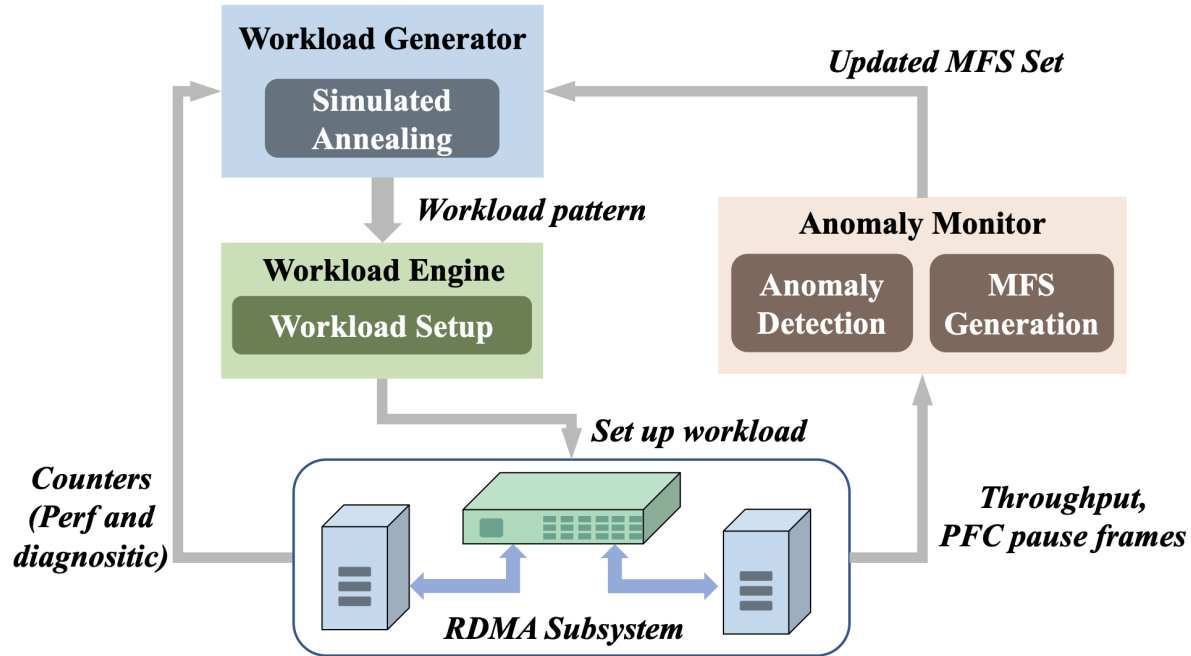 Workload Generator
Simulated
Annealing
Updated MFS Set
Workload pattern
Workload Engine
Workload Setup
Anomaly Monitor
Anomaly
Detection
MFS
Generation
Set up workload
Counters
(Perf and
diagnositic)
Throughput,
PFC pause frames
RDMA Subsystem